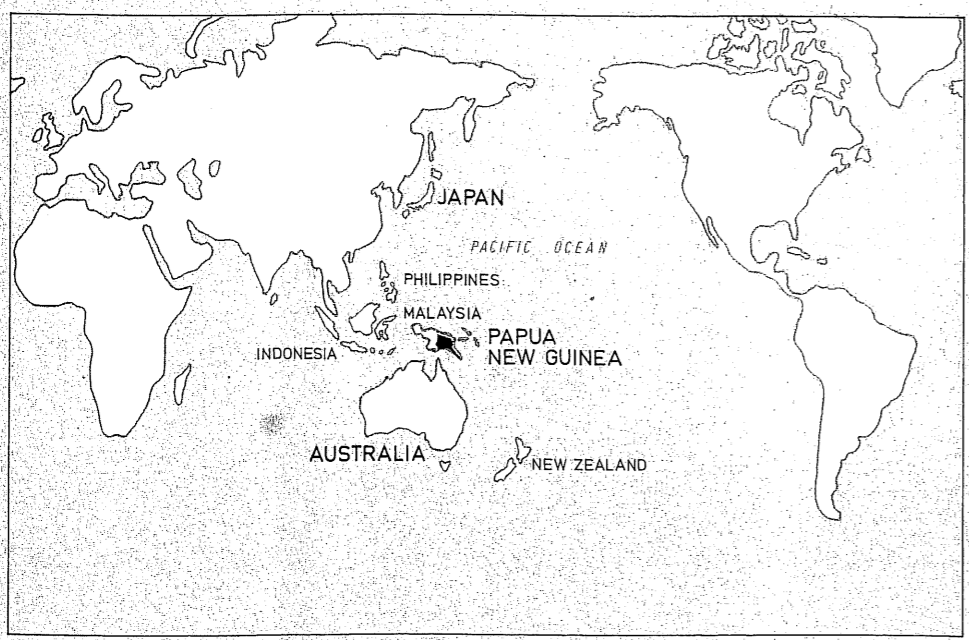 JAPAN
PACIFIC OCEAN
PHILIPPINES
MALAYSIA
PAPUA
NEW GUINEA
INDONESIA
AUSTRALIA
NEW ZEALAND